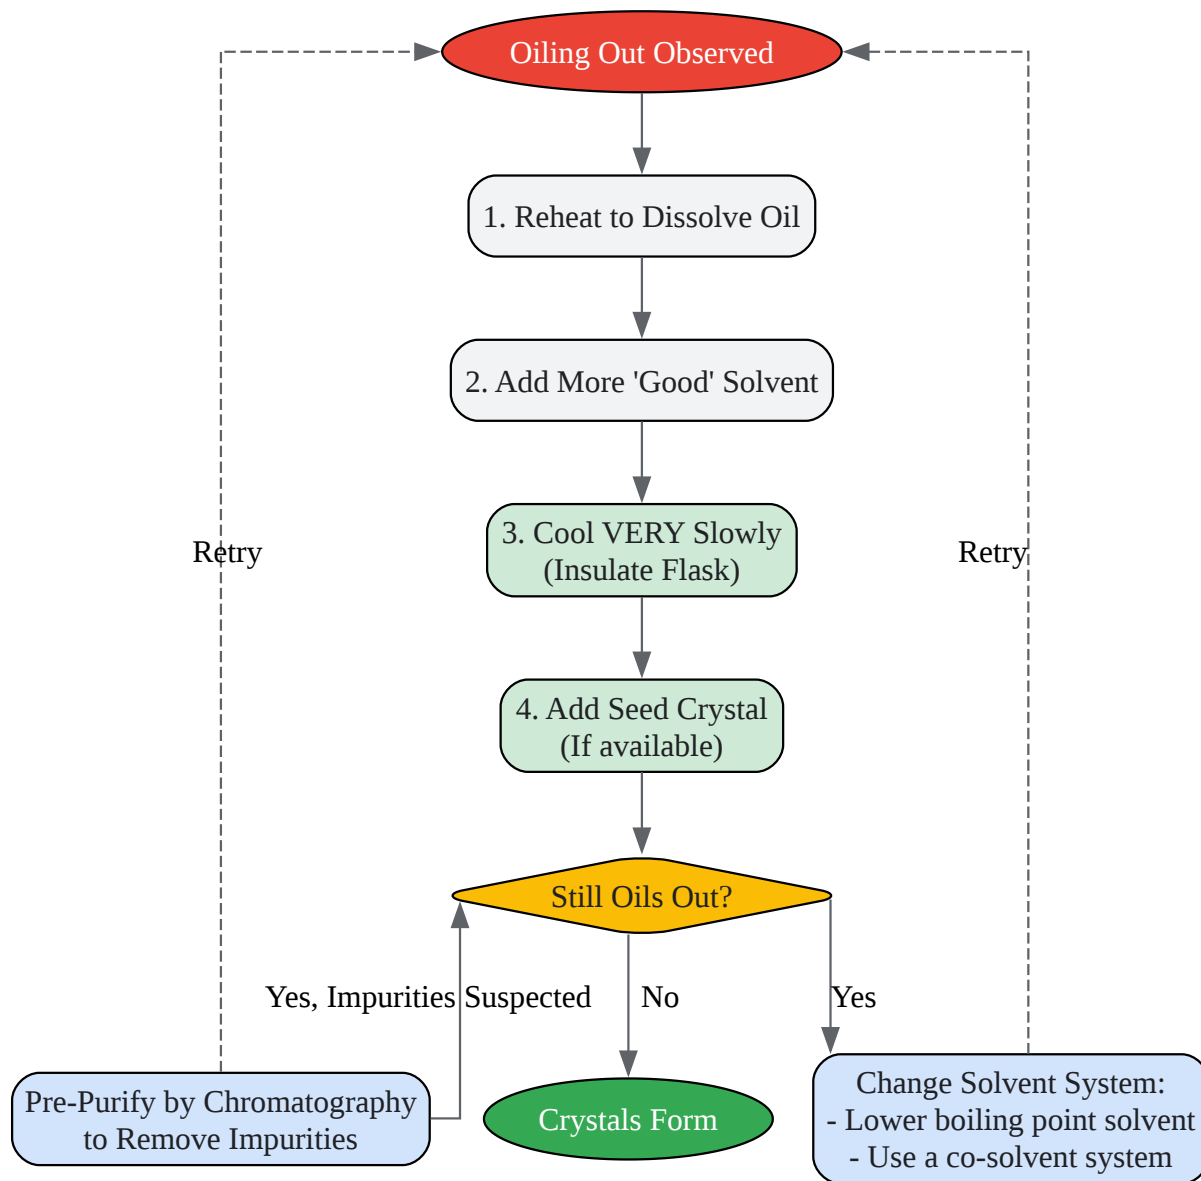 Oiling Out Observed
1. Reheat to Dissolve Oil
2. Add More 'Good' Solvent
3. Cool VERY Slowly
(Insulate Flask)
Retry
Retry
4. Add Seed Crystal
(If available)
Still Oils Out?
Yes, Impurities Suspected
No
Yes
Pre-Purify by Chromatography
to Remove Impurities
Crystals Form
Change Solvent System:
- Lower boiling point solvent
- Use a co-solvent system